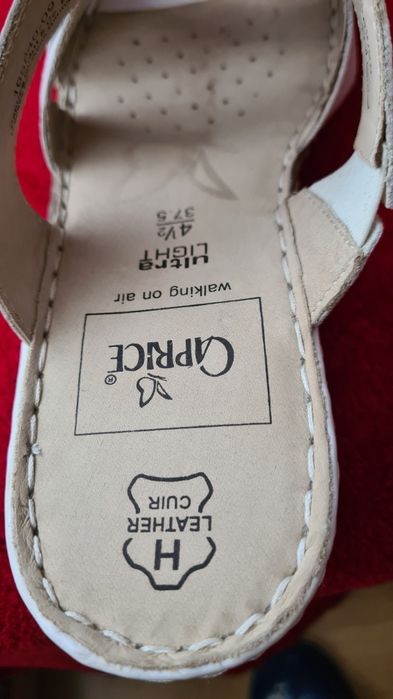 H
LEATHER
CUIR
®
CAPRICE
walking on air
ultra
LIGHT
4½
37.5